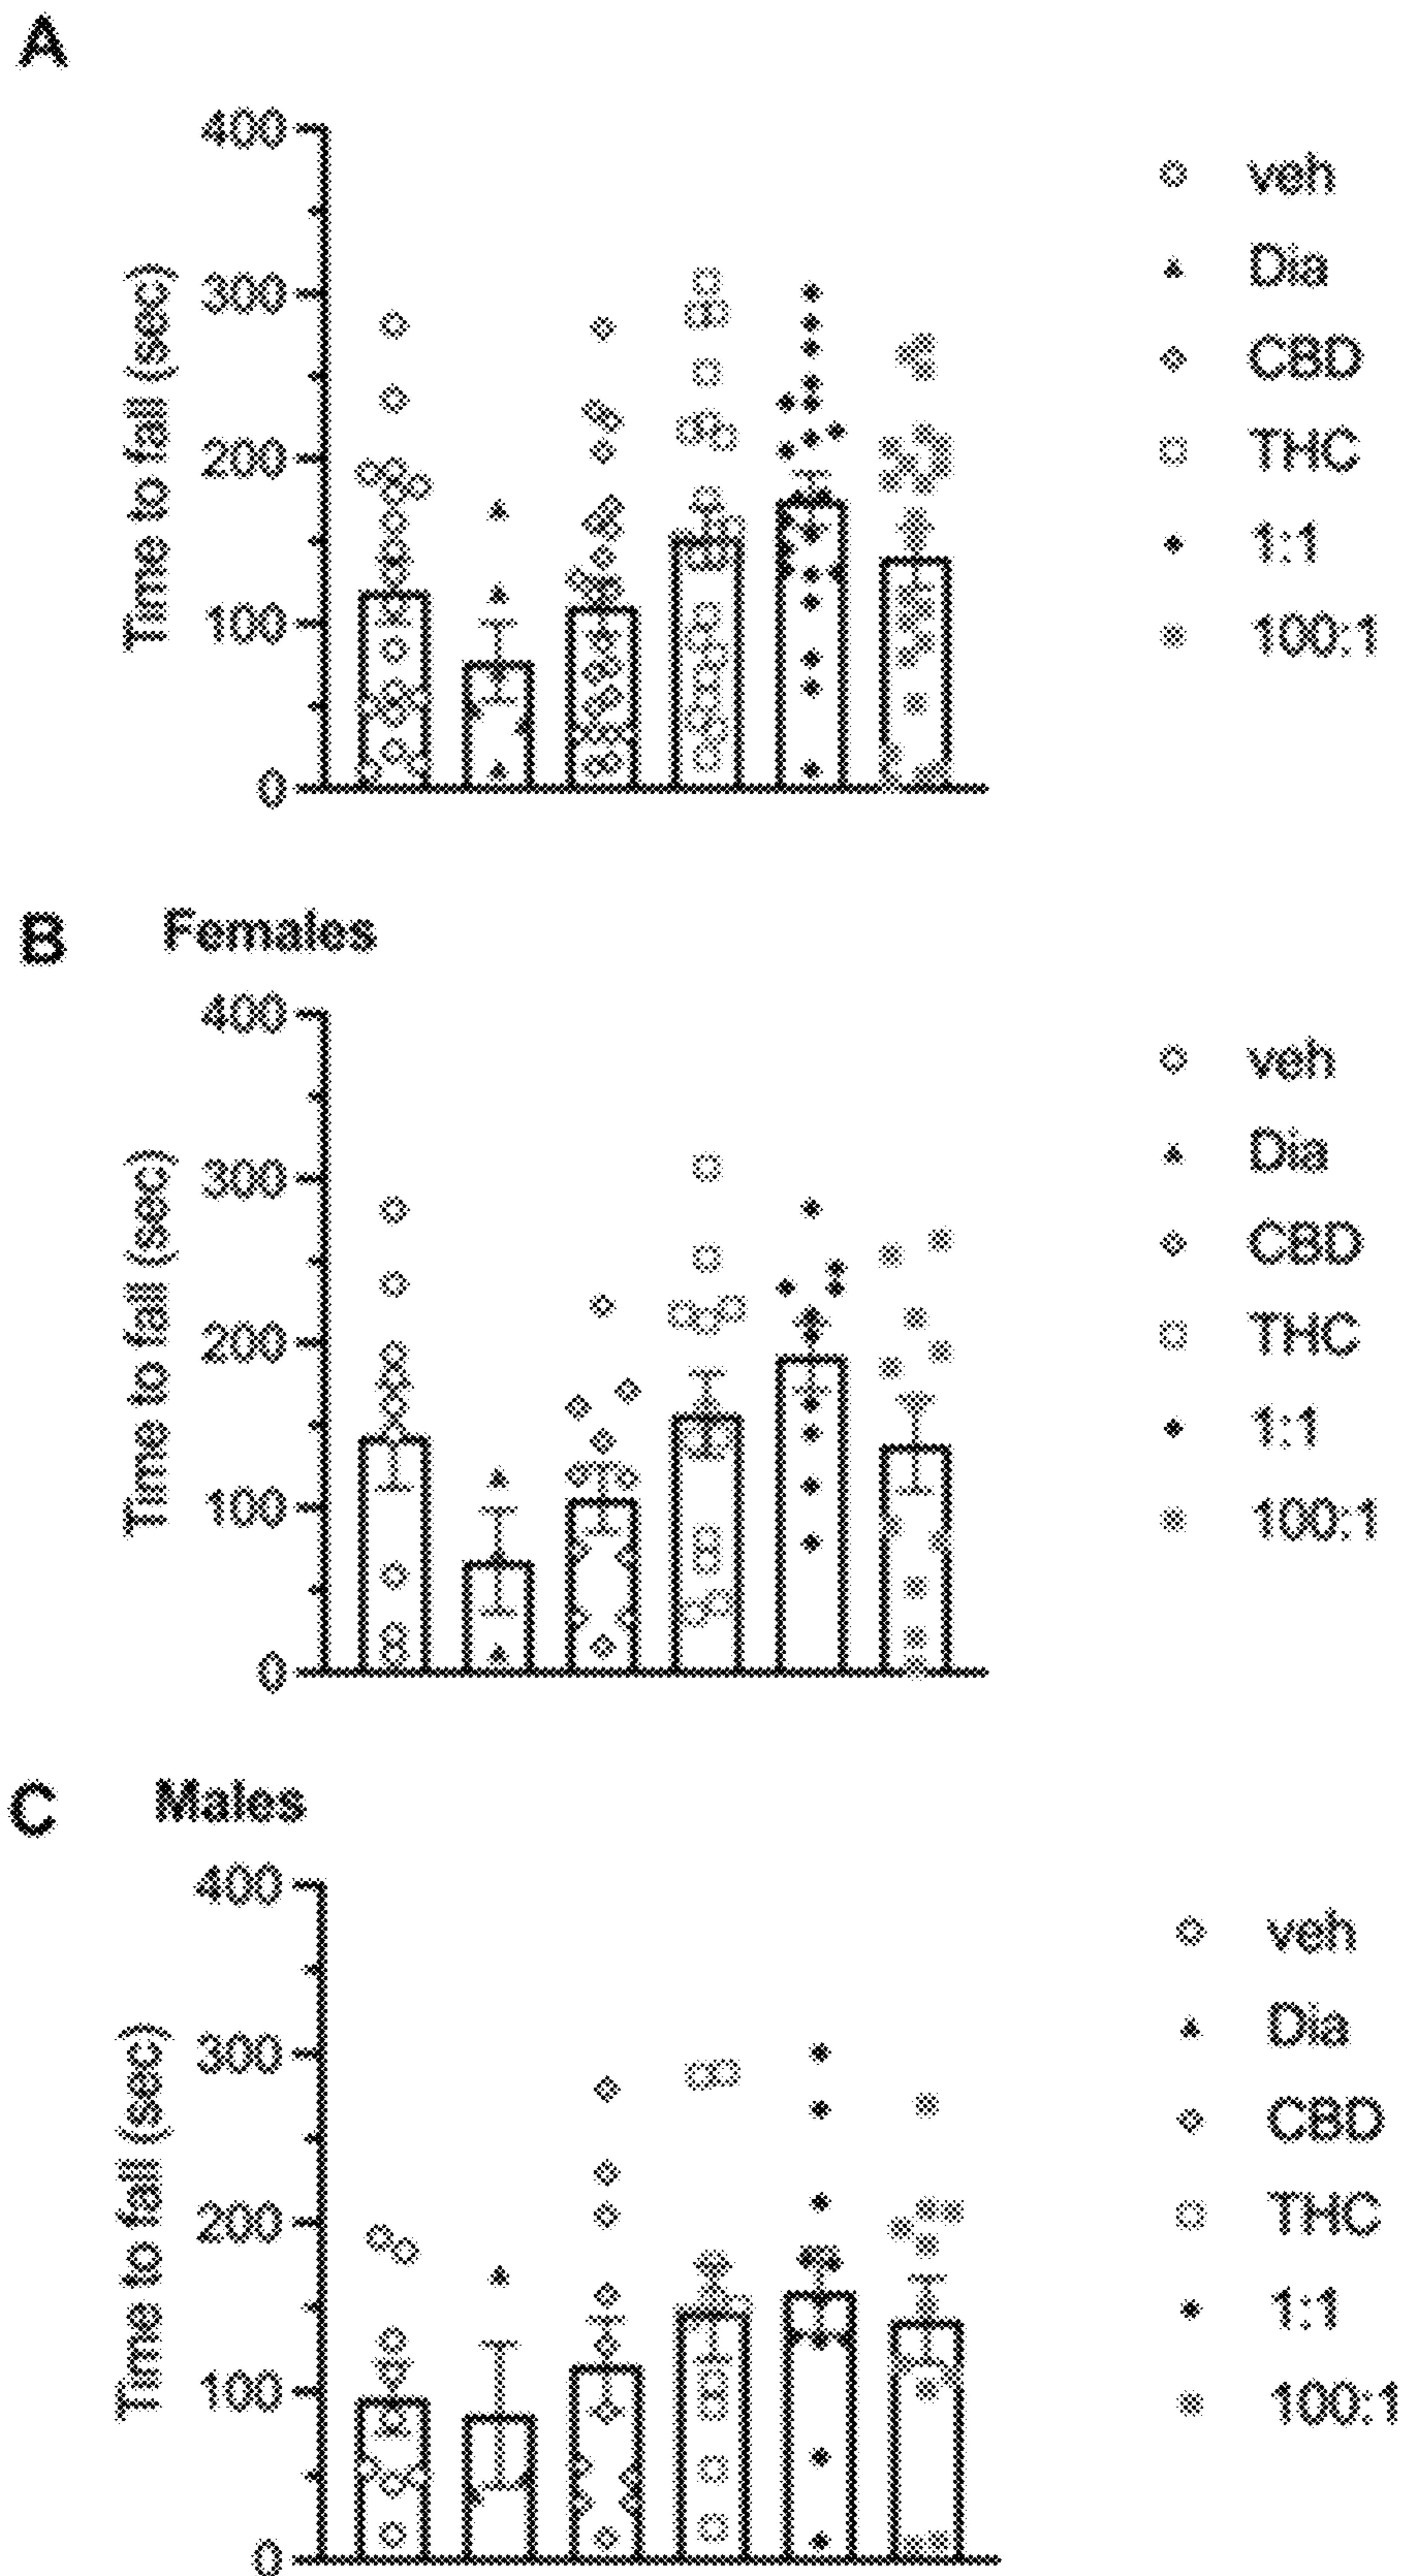 A
400
300
200
100
0
Time to fall (sec)
veh
Dia
CBD
THC
1:1
100:1
B Females
400
300
200
100
0
Time to fall (sec)
veh
Dia
CBD
THC
1:1
100:1
C Males
400
300
200
100
0
Time to fall (sec)
veh
Dia
CBD
THC
1:1
100:1